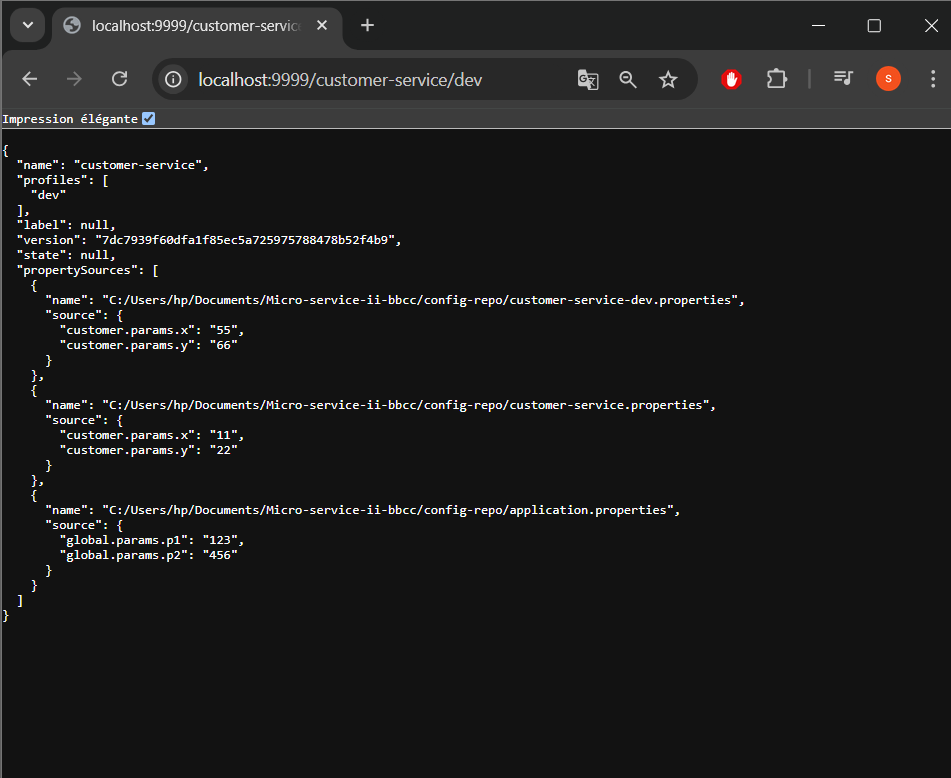 localhost:9999/customer-servic
localhost:9999/customer-service/dev
S
Impression élégante
{
  "name": "customer-service",
  "profiles": [
    "dev"
  ],
  "label": null,
  "version": "7dc7939f60dfa1f85ec5a725975788478b52f4b9",
  "state": null,
  "propertySources": [
    {
      "name": "C:/Users/hp/Documents/Micro-service-ii-bbcc/config-repo/customer-service-dev.properties",
      "source": {
        "customer.params.x": "55",
        "customer.params.y": "66"
      }
    },
    {
      "name": "C:/Users/hp/Documents/Micro-service-ii-bbcc/config-repo/customer-service.properties",
      "source": {
        "customer.params.x": "11",
        "customer.params.y": "22"
      }
    },
    {
      "name": "C:/Users/hp/Documents/Micro-service-ii-bbcc/config-repo/application.properties",
      "source": {
        "global.params.p1": "123",
        "global.params.p2": "456"
      }
    }
  ]
}